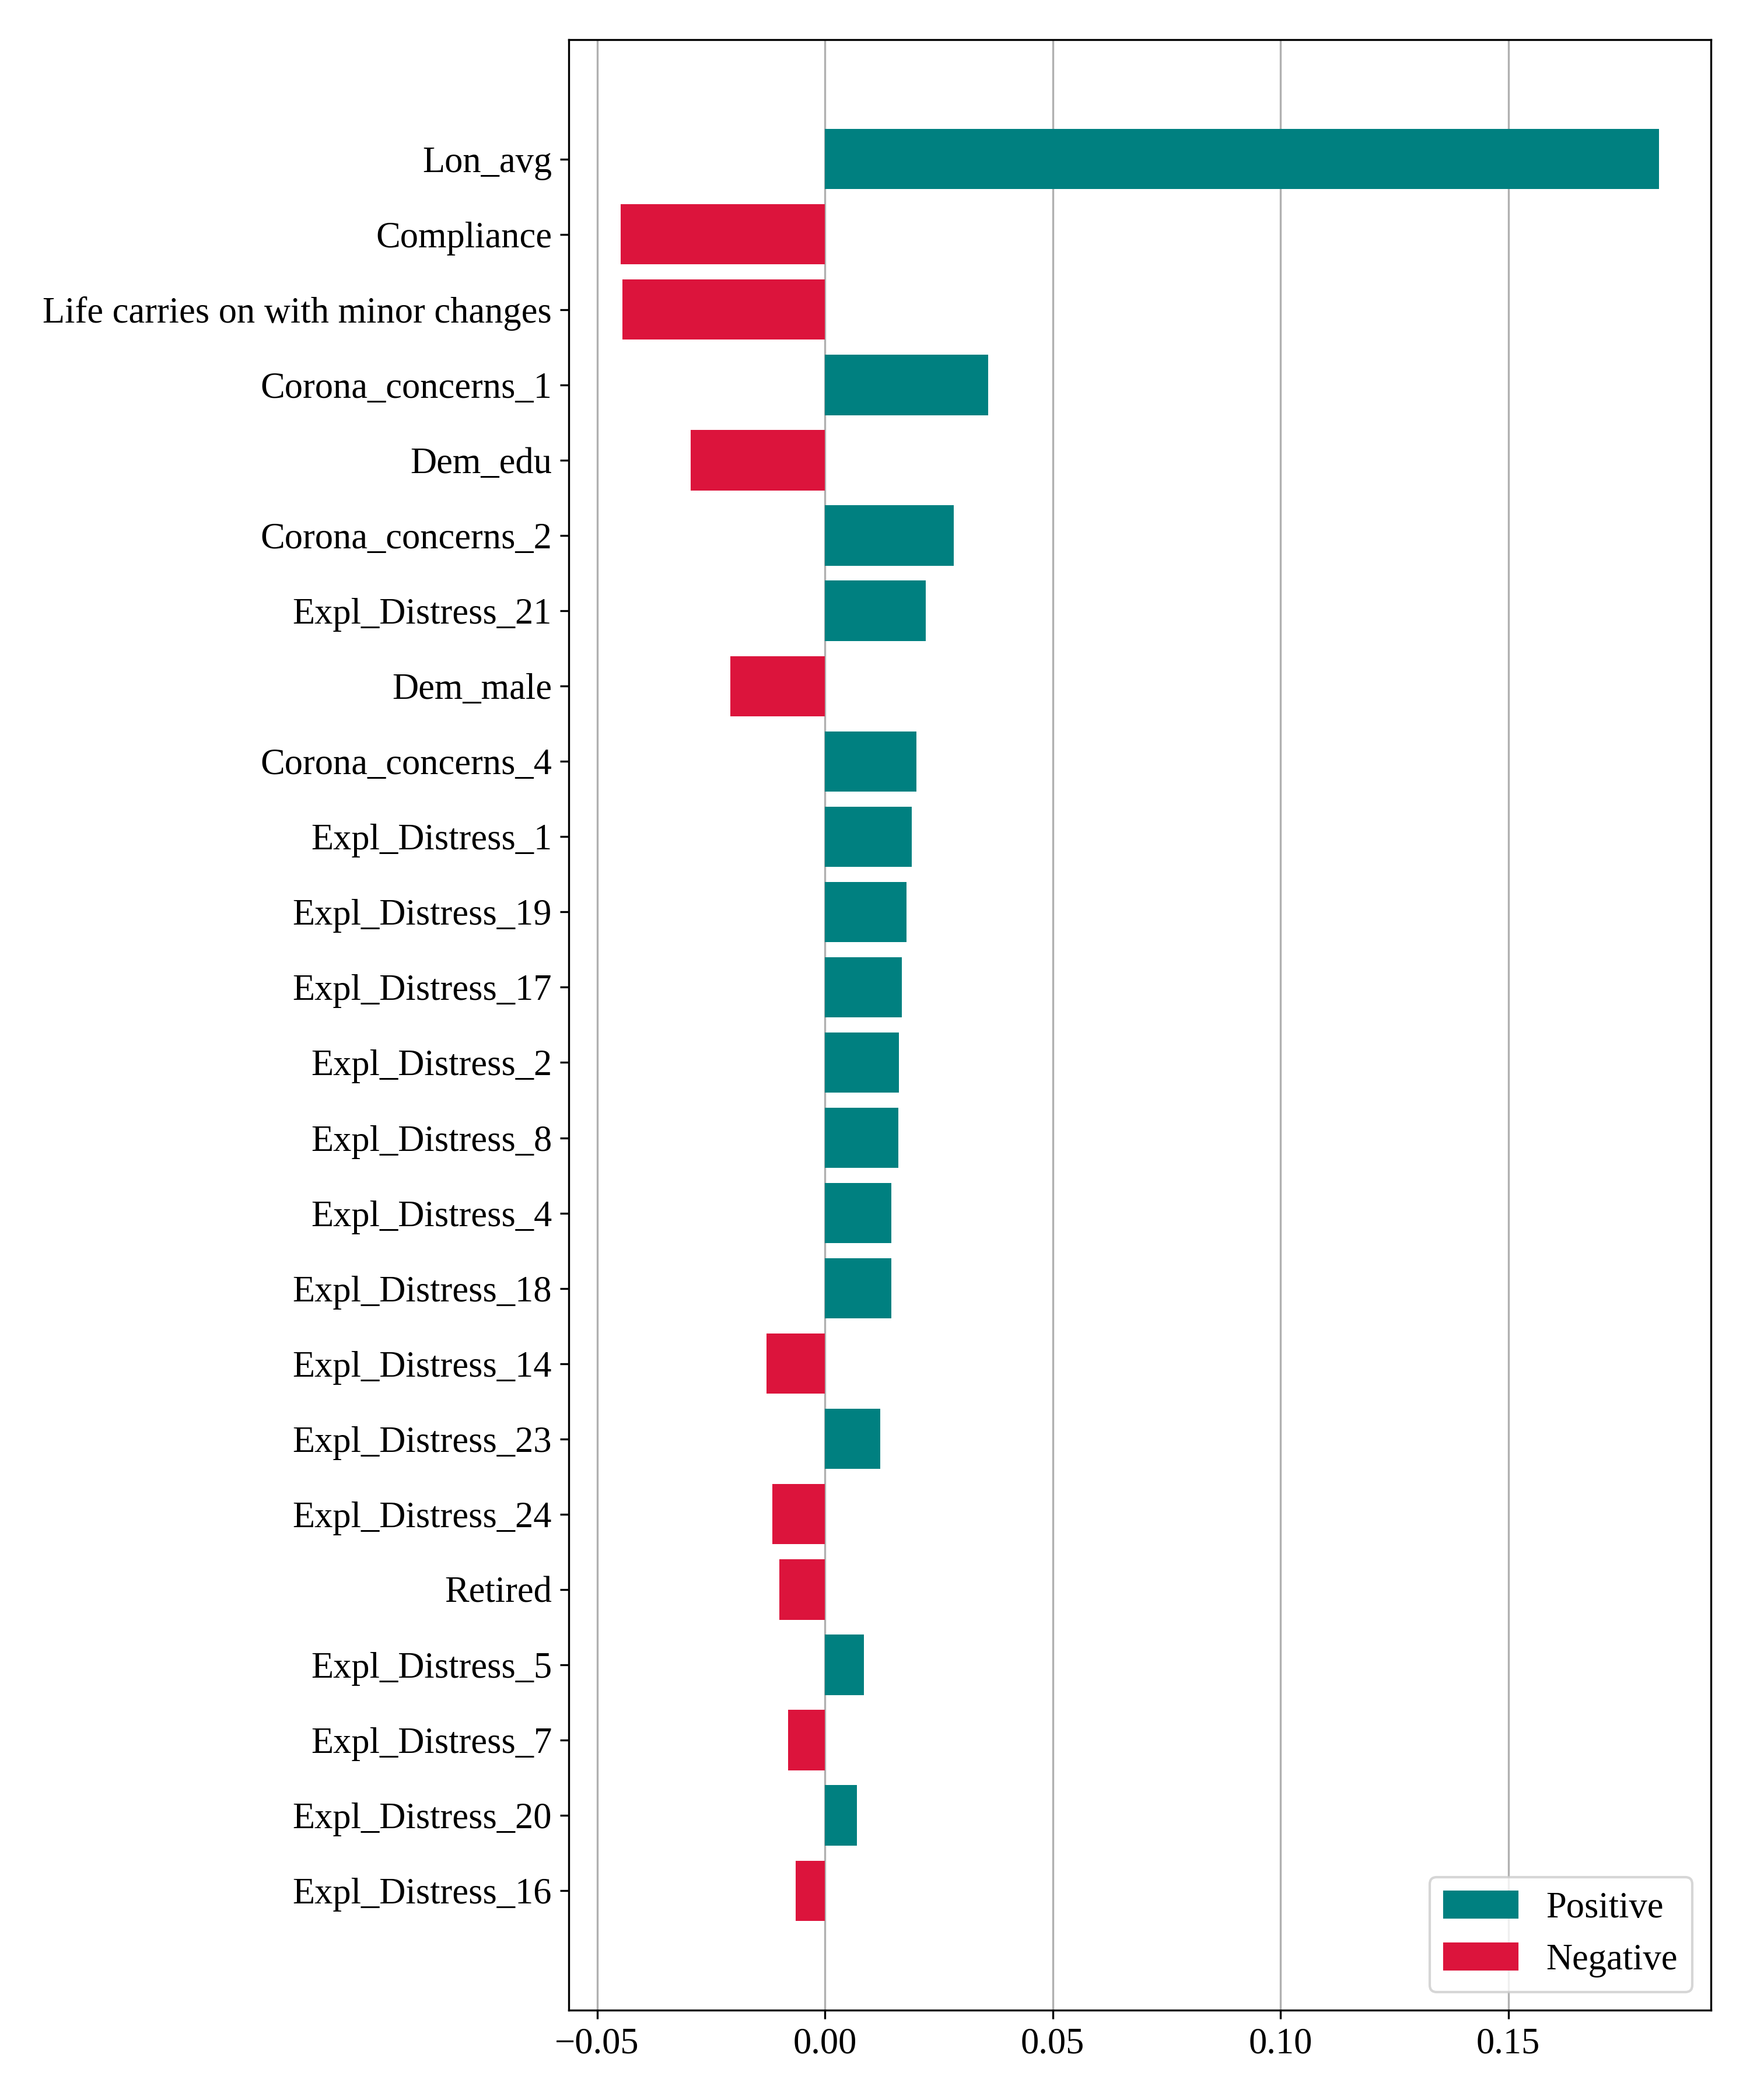 Lon_avg
Compliance
Life carries on with minor changes
Corona_concerns_1
Dem_edu
Corona_concerns_2
Expl_Distress_21
Dem_male
Corona_concerns_4
Expl_Distress_1
Expl_Distress_19
Expl_Distress_17
Expl_Distress_2
Expl_Distress_8
Expl_Distress_4
Expl_Distress_18
Expl_Distress_14
Expl_Distress_23
Expl_Distress_24
Retired
Expl_Distress_5
Expl_Distress_7
Expl_Distress_20
Expl_Distress_16
Positive
Negative
−0.05 0.00 0.05 0.10 0.15